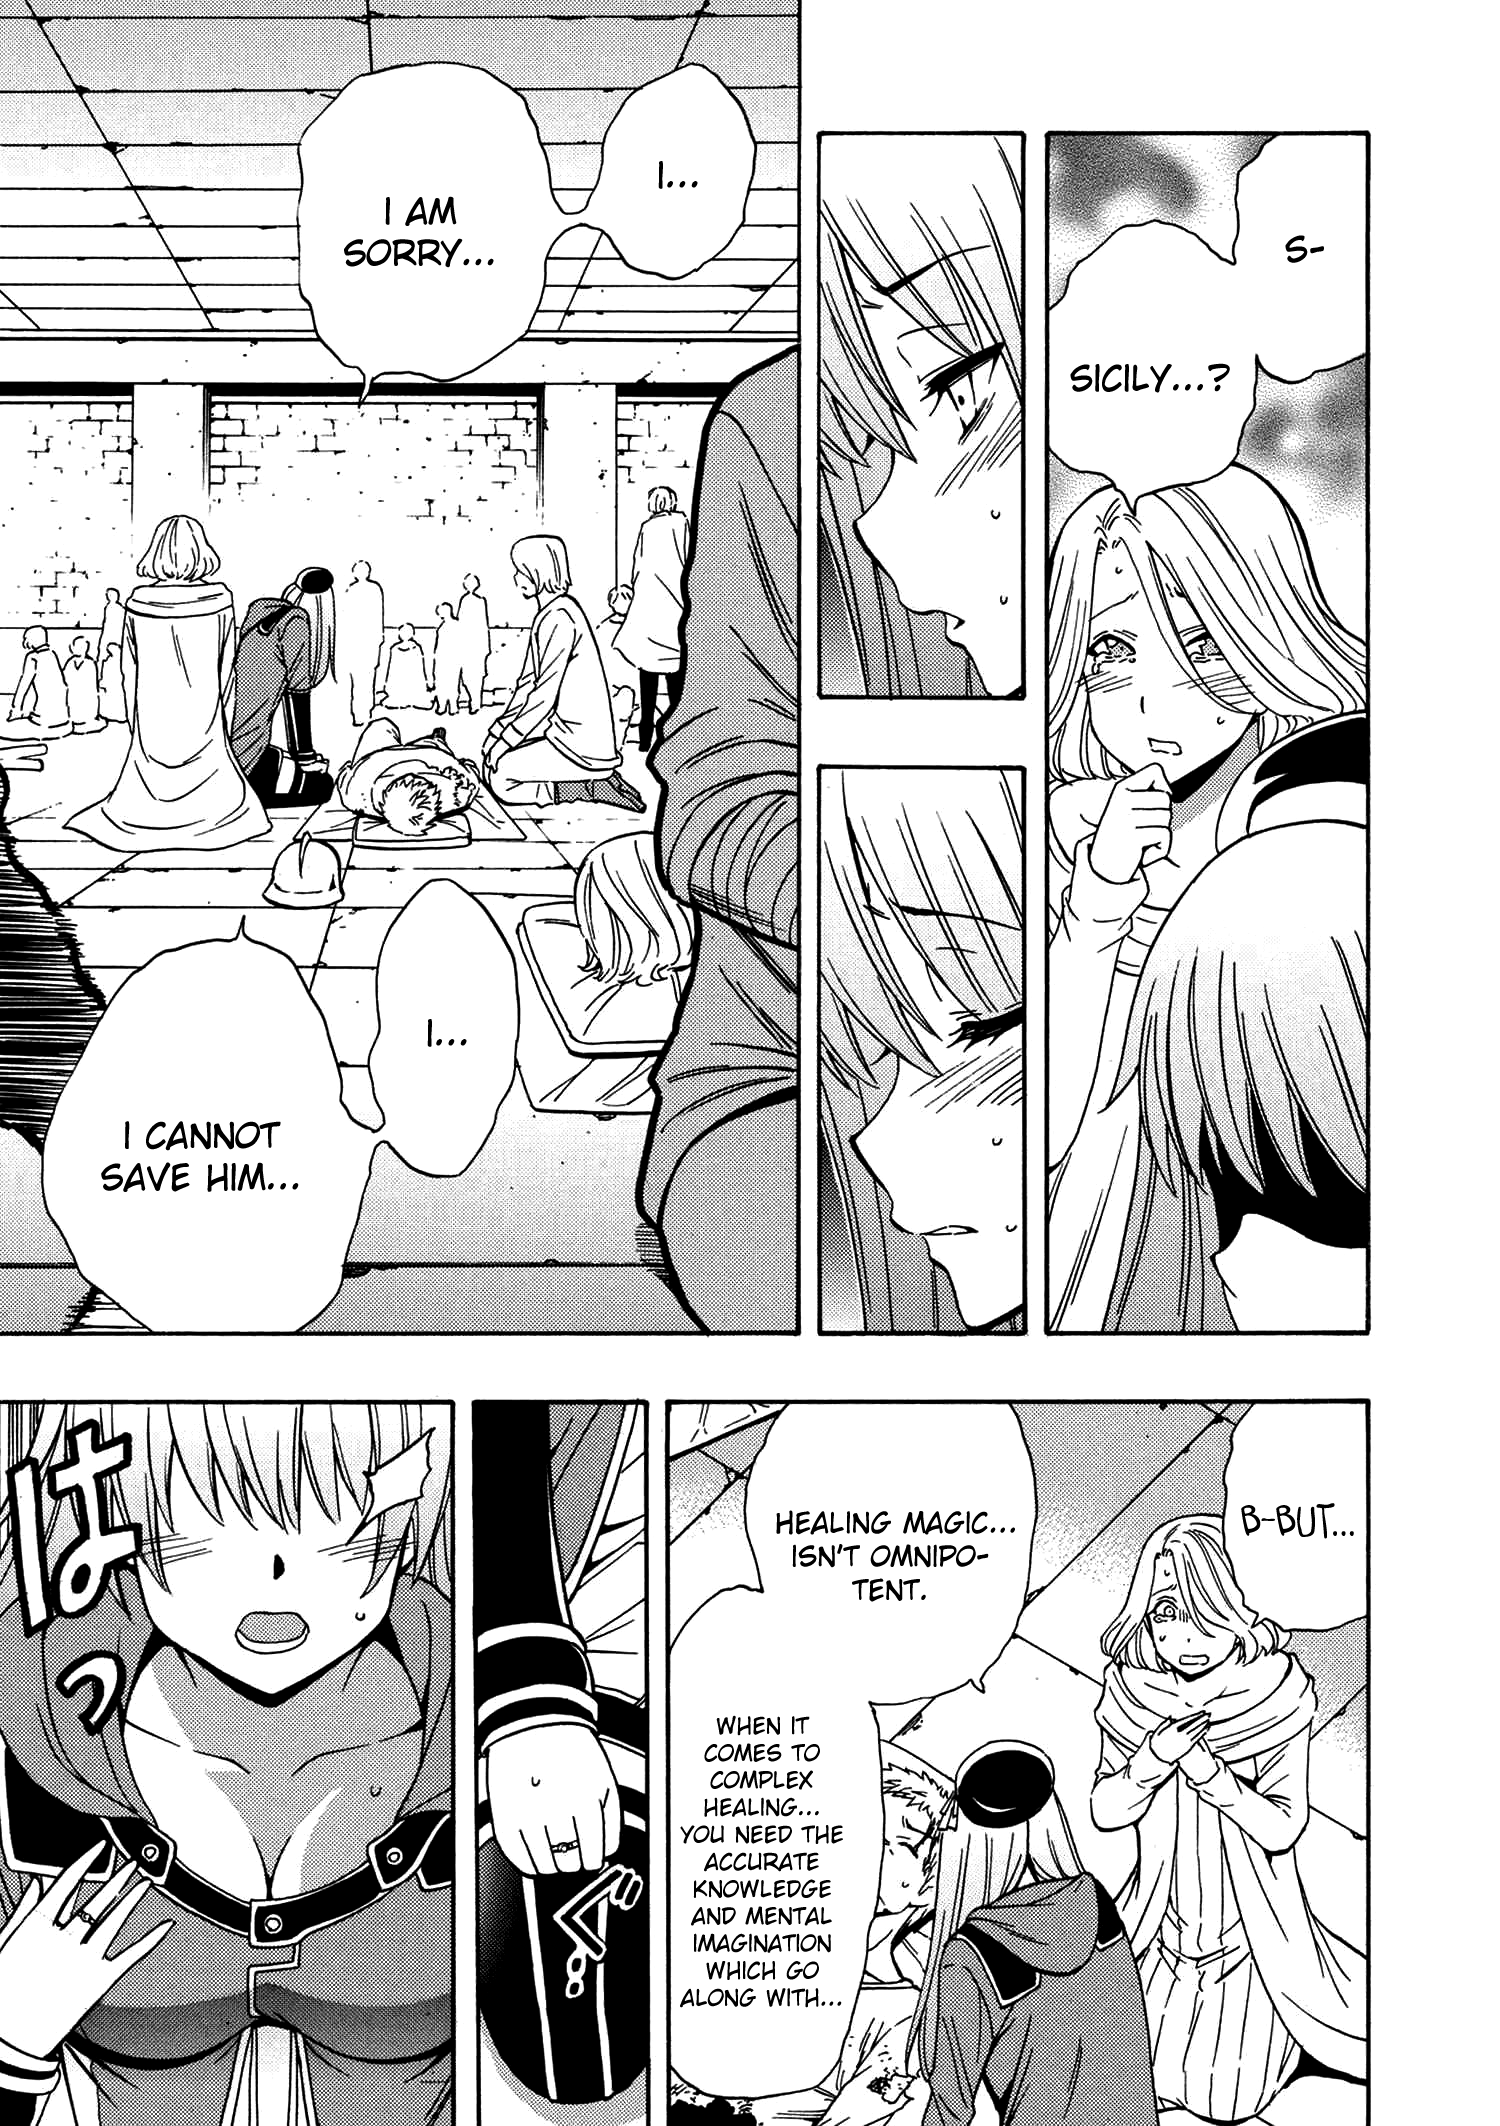 S-
SICILY...?
I...
I AM
SORRY...
I...
I CANNOT
SAVE HIM...
B-BUT...
HEALING MAGIC...
ISN'T OMNIPO-
TENT.
WHEN IT
COMES TO
COMPLEX
HEALING...
YOU NEED THE
ACCURATE
KNOWLEDGE
AND MENTAL
IMAGINATION
WHICH GO
ALONG WITH...
ぐ
はっ